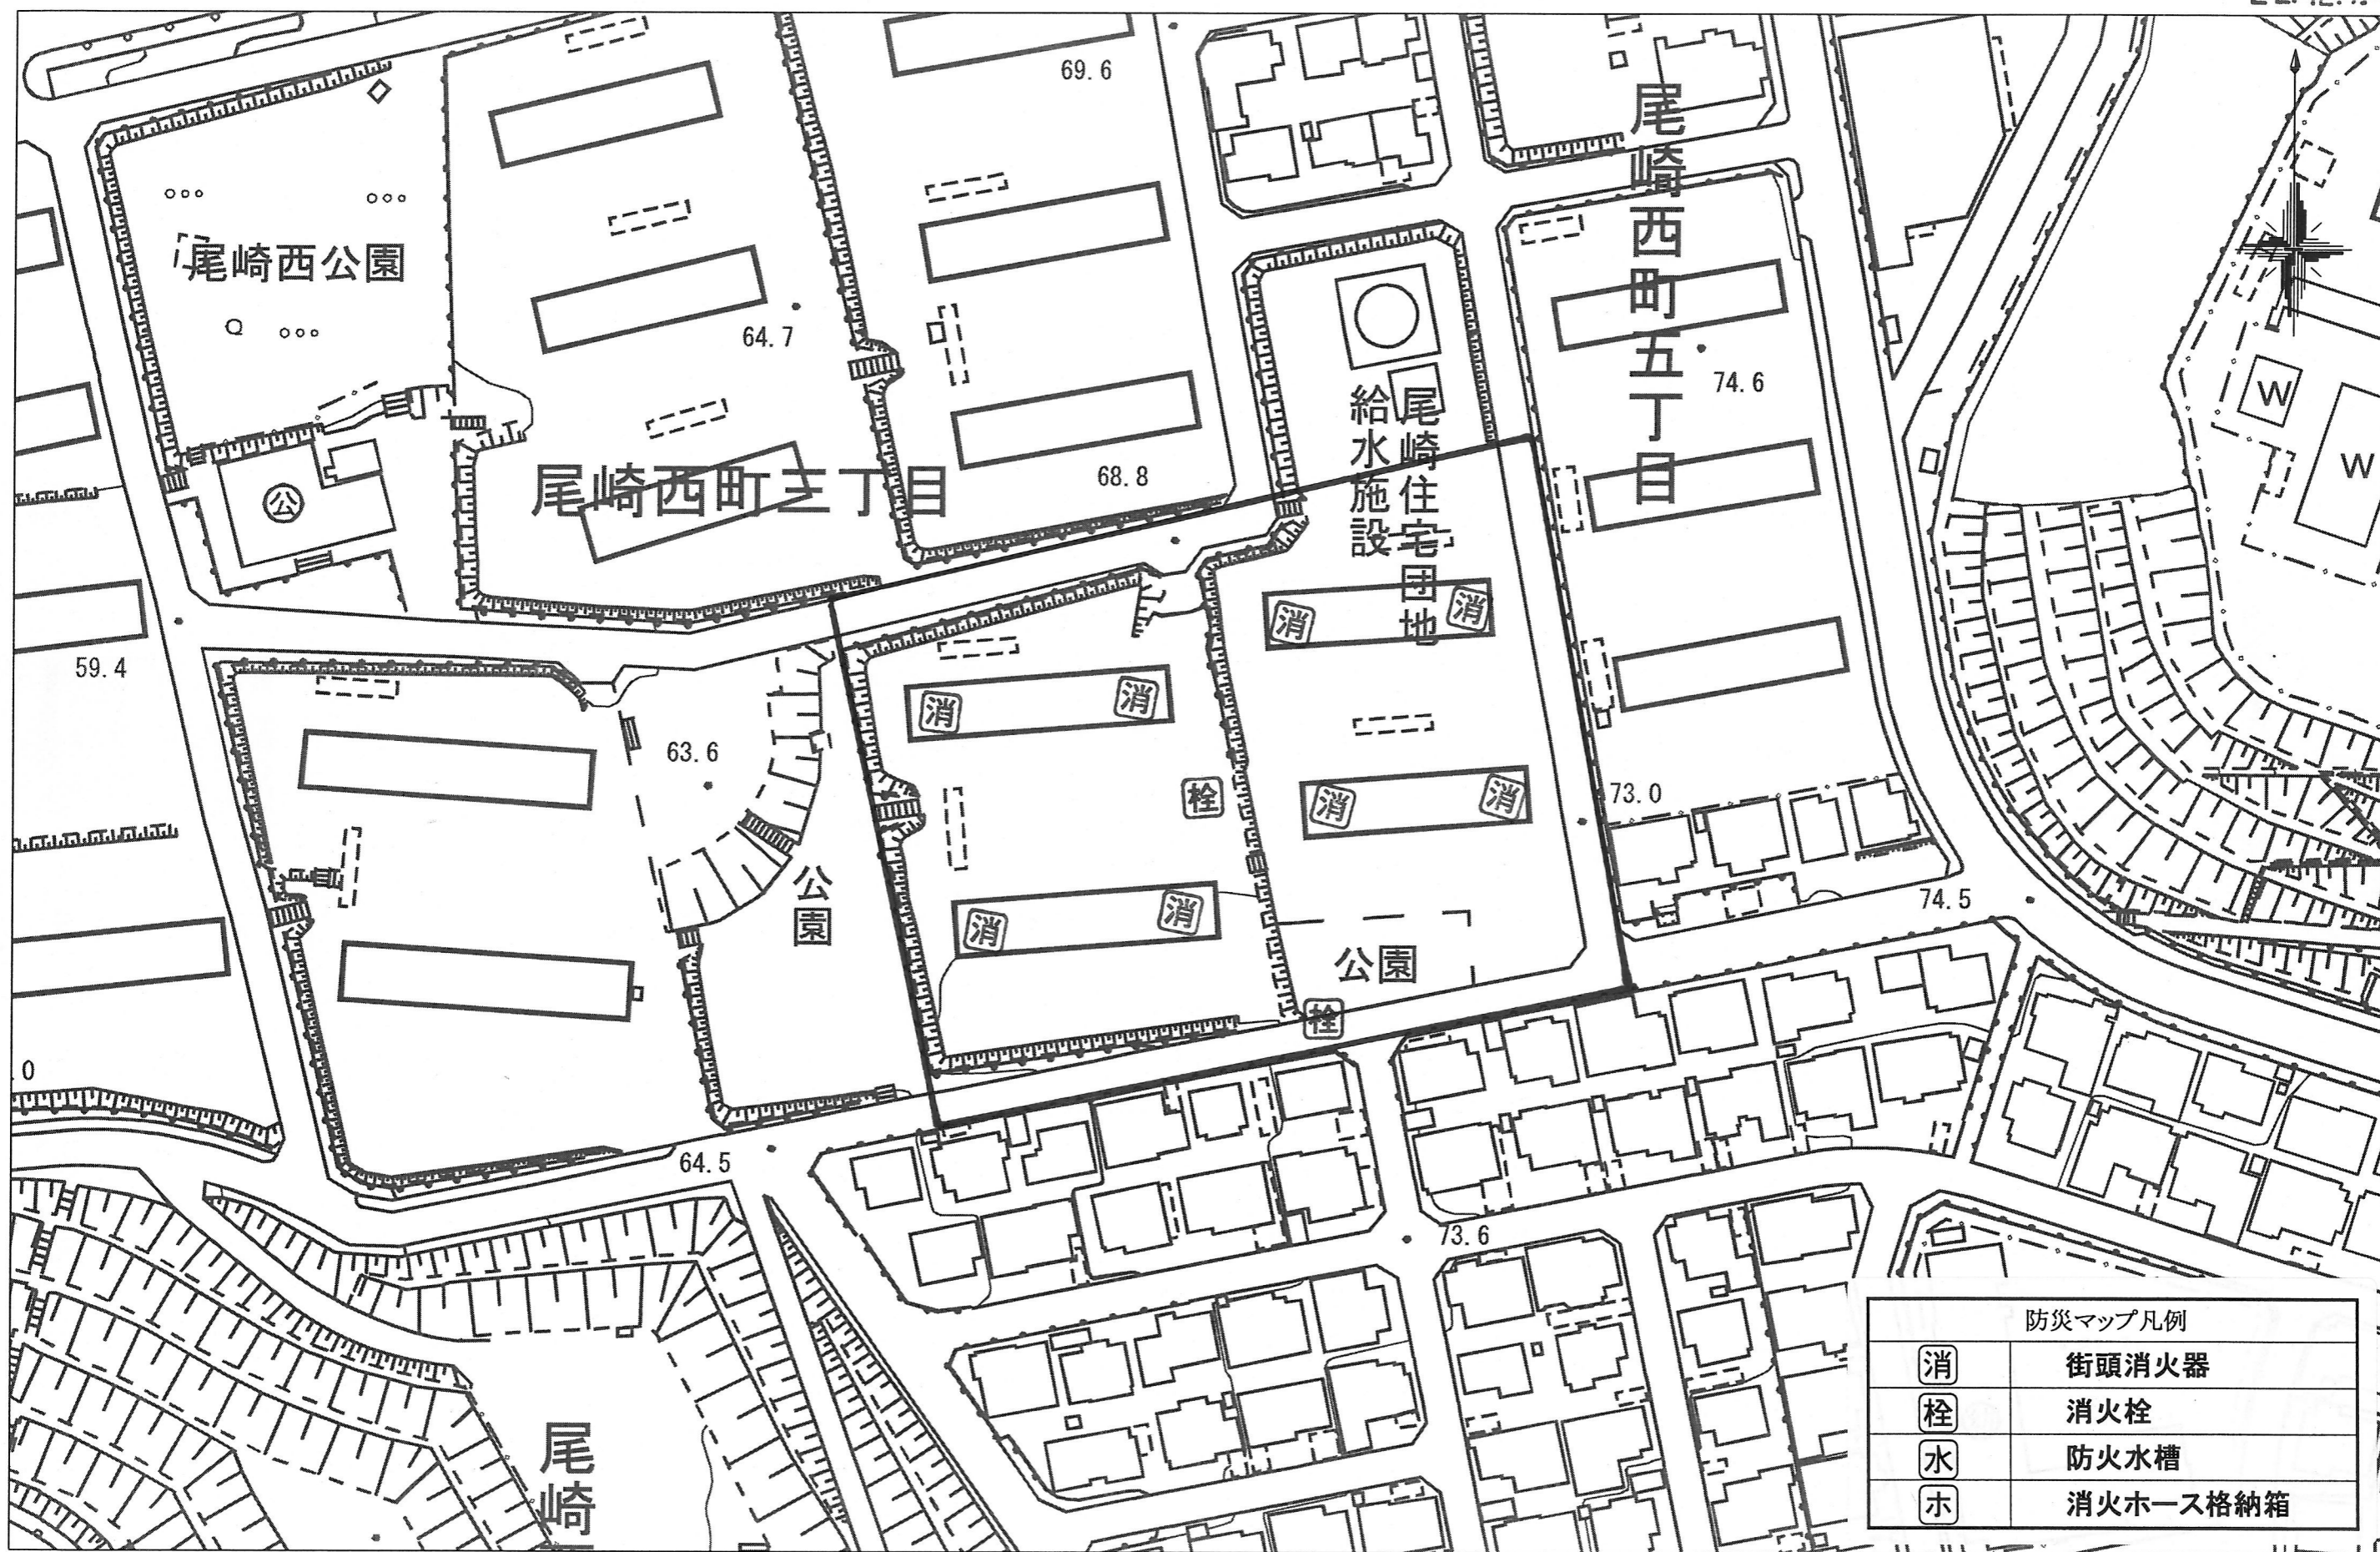 69.6
尾崎西町五丁目
尾崎西公園
64.7
74.6
W
W
尾崎住宅団地
給水施設
尾崎西町三丁目
68.8
公
消
消
59.4
消
消
63.6
栓
消
消
73.0
公園
消
消
74.5
公園
栓
.0
64.5
73.6
尾崎
防災マップ凡例
消 街頭消火器
栓 消火栓
水 防火水槽
ホ 消火ホース格納箱